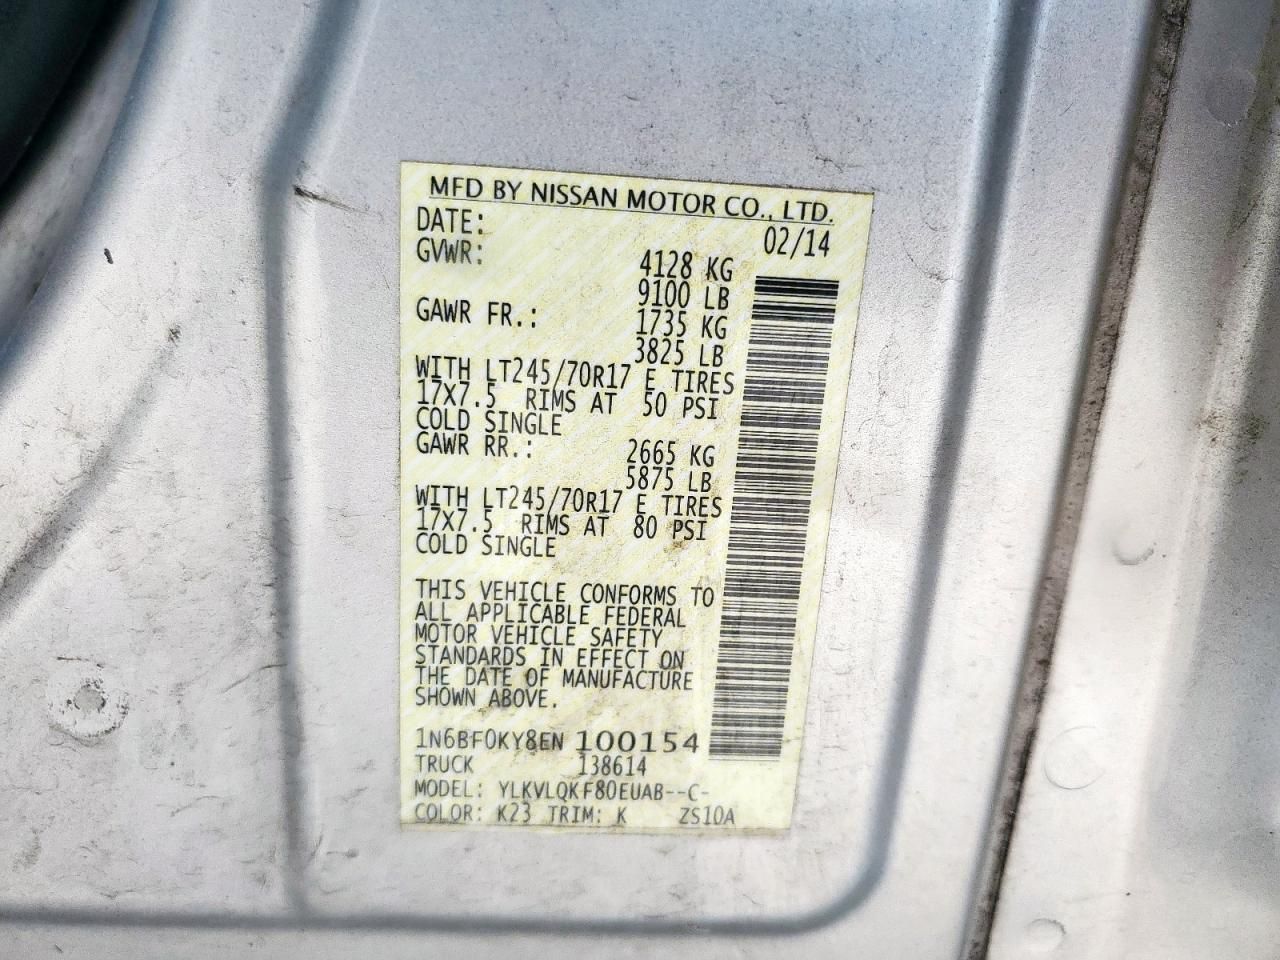 MFD BY NISSAN MOTOR CO., LTD.
DATE: 02/14
GVWR: 4128 KG
9100 LB
GAWR FR.: 1735 KG
3825 LB
WITH LT245/70R17 E TIRES
17X7.5 RIMS AT 50 PSI
COLD SINGLE
GAWR RR.: 2665 KG
5875 LB
WITH LT245/70R17 E TIRES
17X7.5 RIMS AT 80 PSI
COLD SINGLE
THIS VEHICLE CONFORMS TO
ALL APPLICABLE FEDERAL
MOTOR VEHICLE SAFETY
STANDARDS IN EFFECT ON
THE DATE OF MANUFACTURE
SHOWN ABOVE.
1N6BF0KY8EN 100154
TRUCK 138614
MODEL: YLKVLQKF80EUAB--C-
COLOR: K23 TRIM: K ZS10A